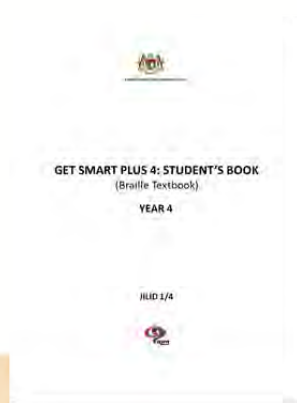 GET SMART PLUS 4: STUDENT'S BOOK
(Braille Textbook)
YEAR 4
JILID 1/4